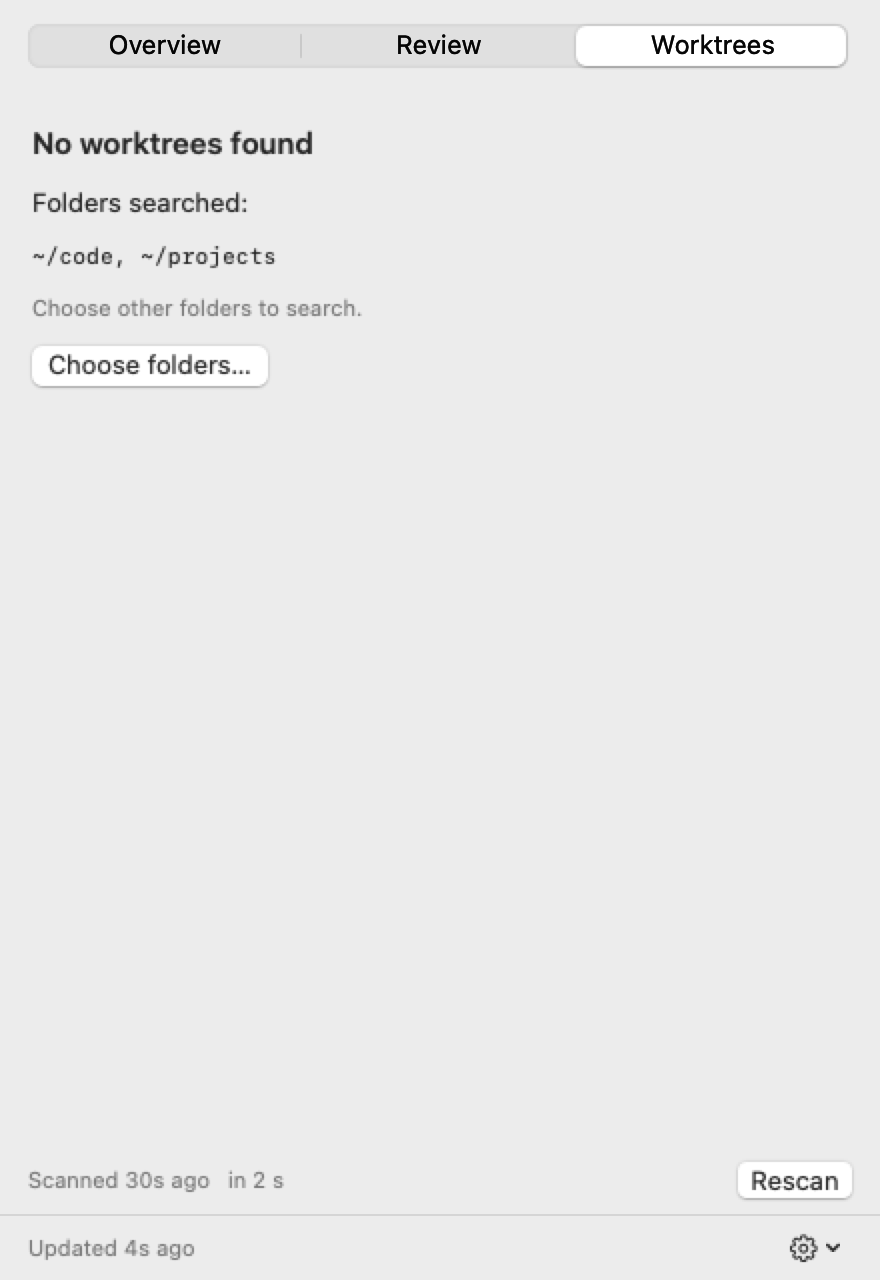 Overview Review Worktrees
No worktrees found
Folders searched:
~/code, ~/projects
Choose other folders to search.
Choose folders...
Scanned 30s ago in 2 s Rescan
Updated 4s ago